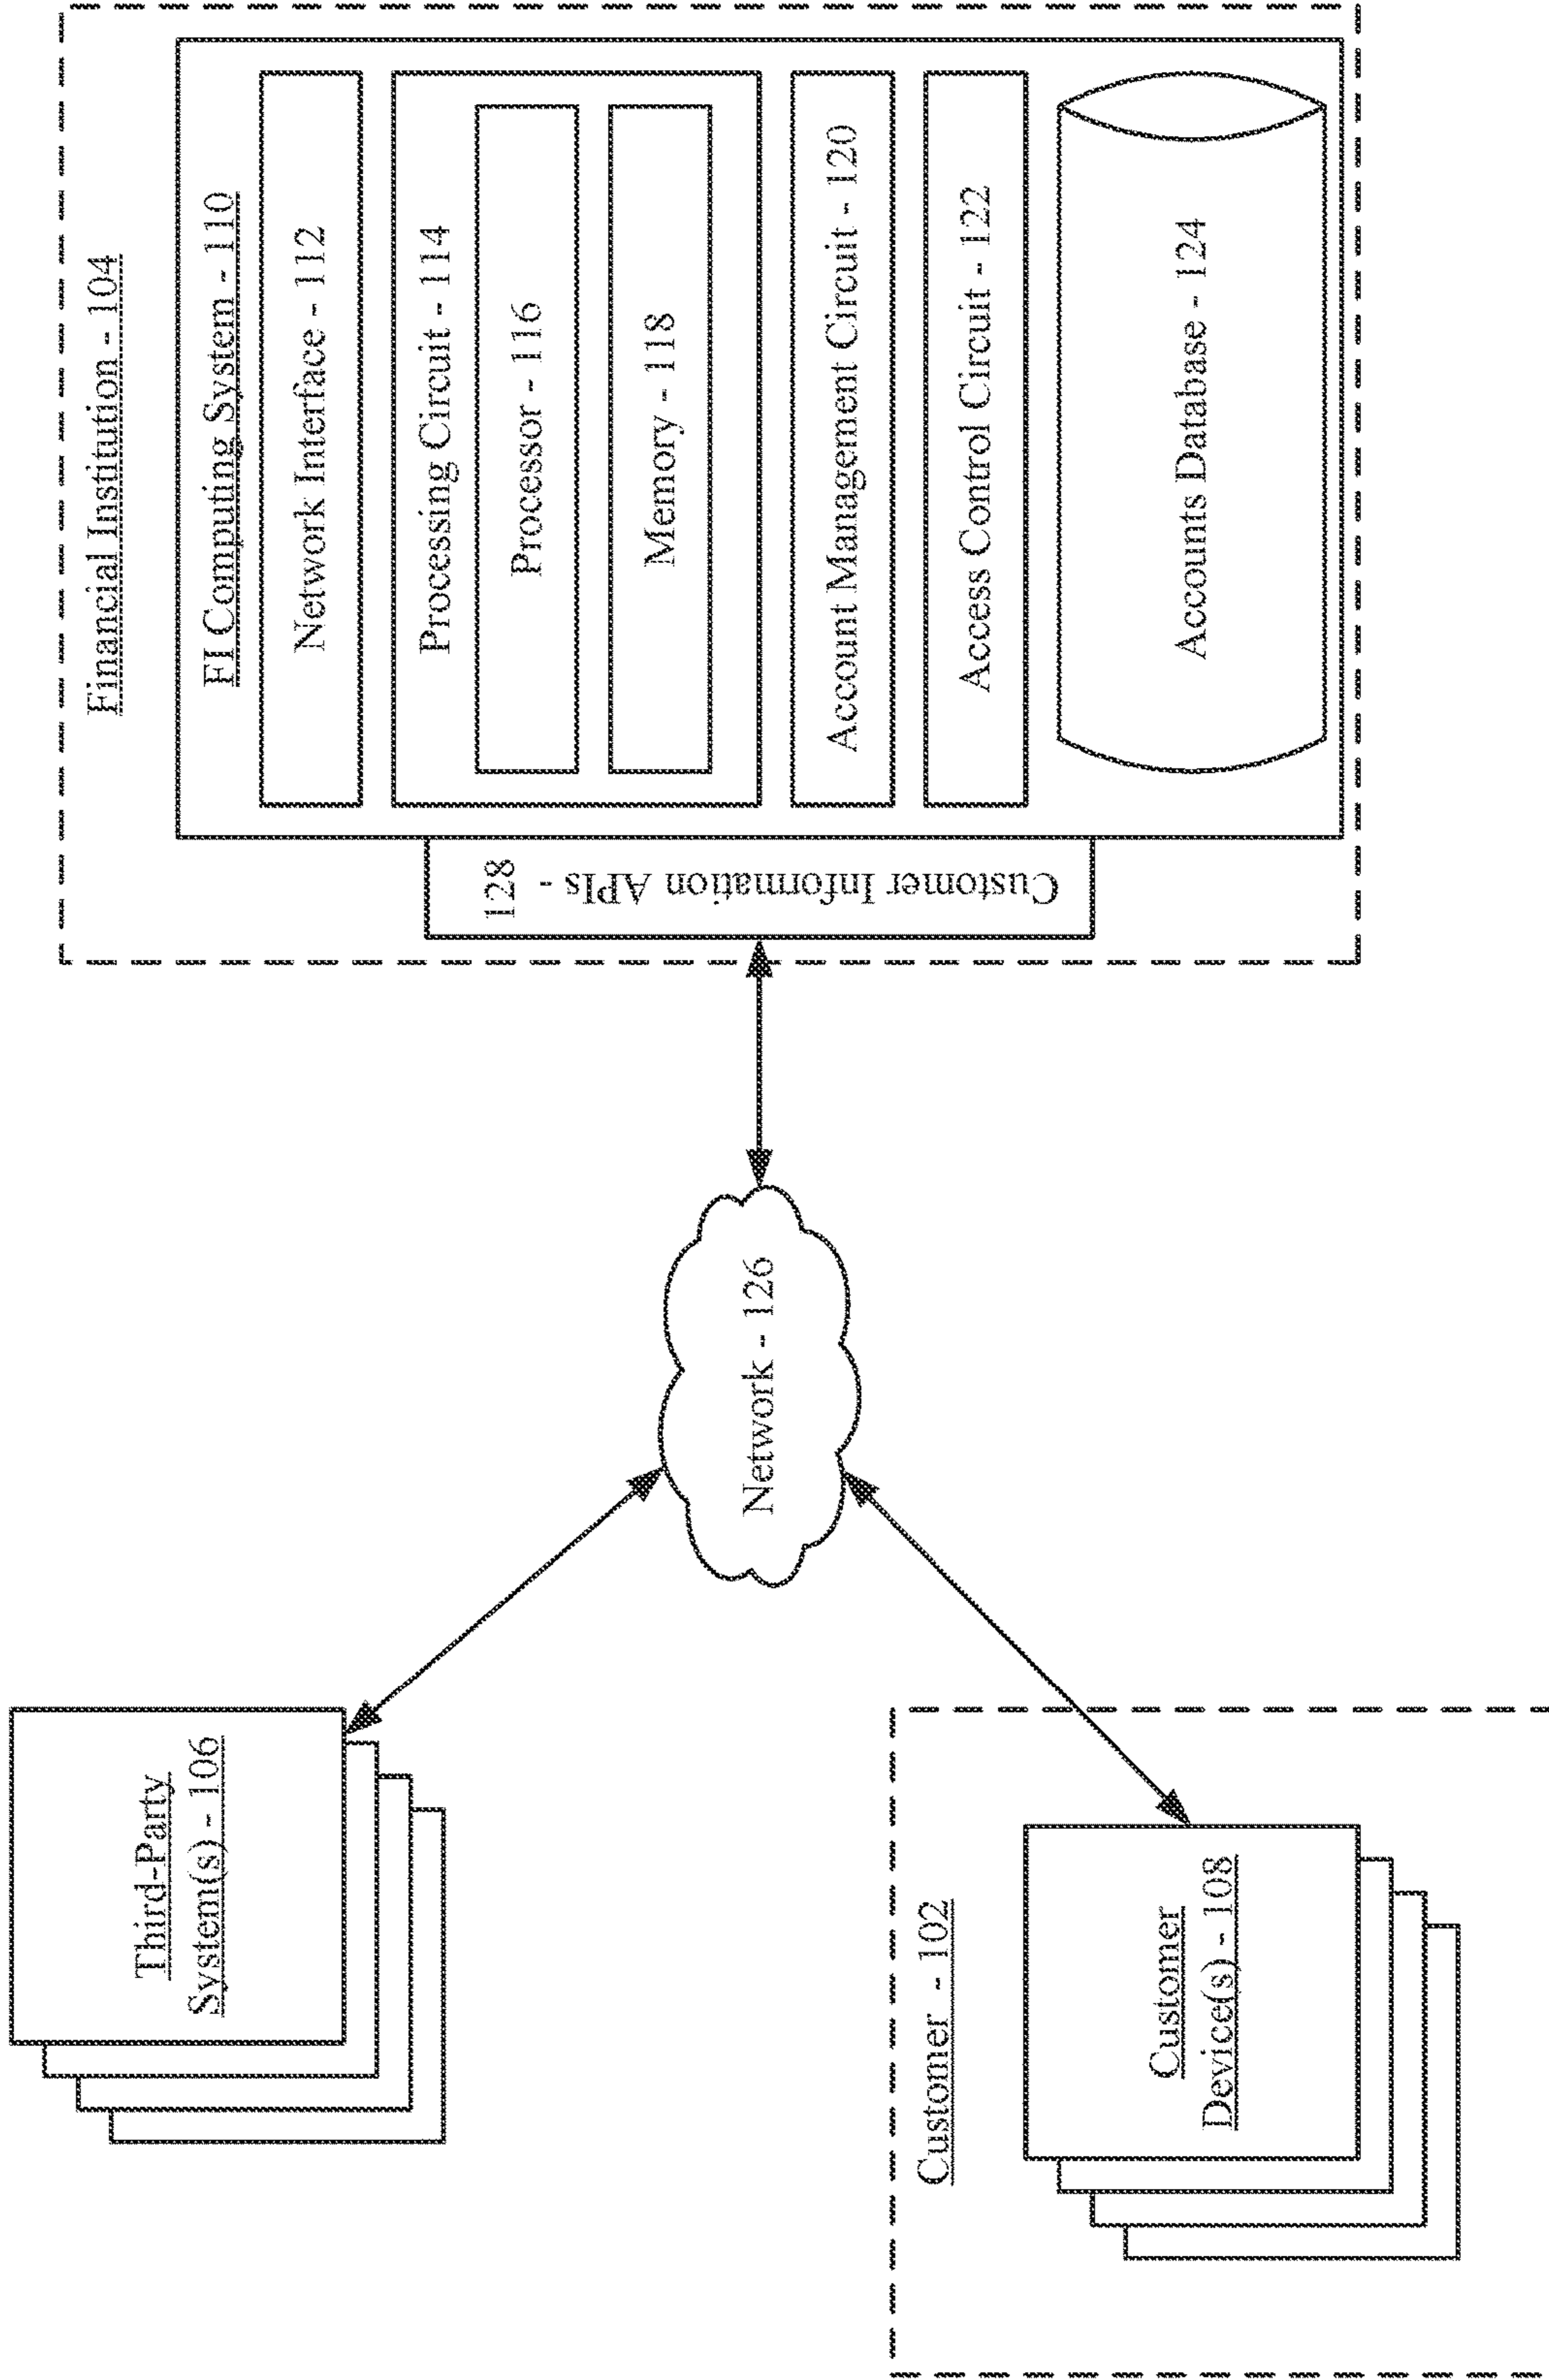 Third-Party
System(s) - 106
Customer - 102
Customer
Device(s) - 108
Network - 126
Financial Institution - 104
Customer Information APIs -
128
FI Computing System - 110
Network Interface - 112
Processing Circuit - 114
Processor - 116
Memory - 118
Account Management Circuit - 120
Access Control Circuit - 122
Accounts Database - 124